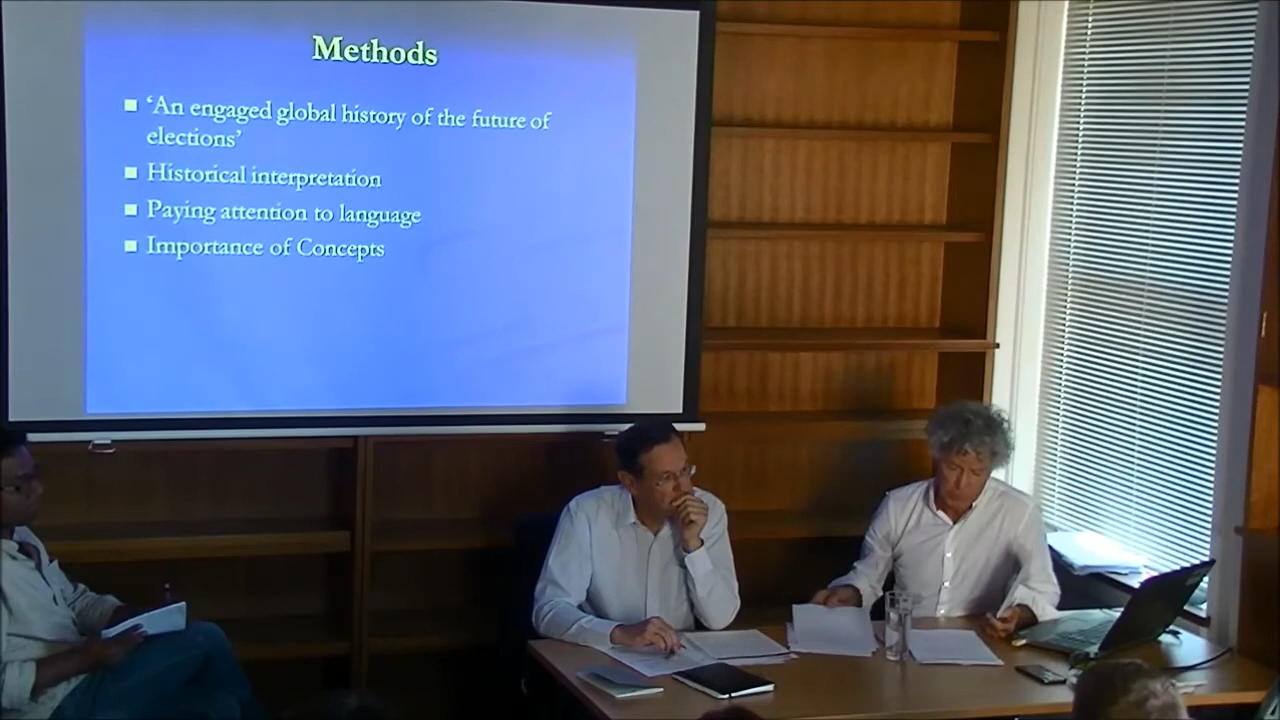 Methods
‘An engaged global history of the future of
elections’
Historical interpretation
Paying attention to language
Importance of Concepts